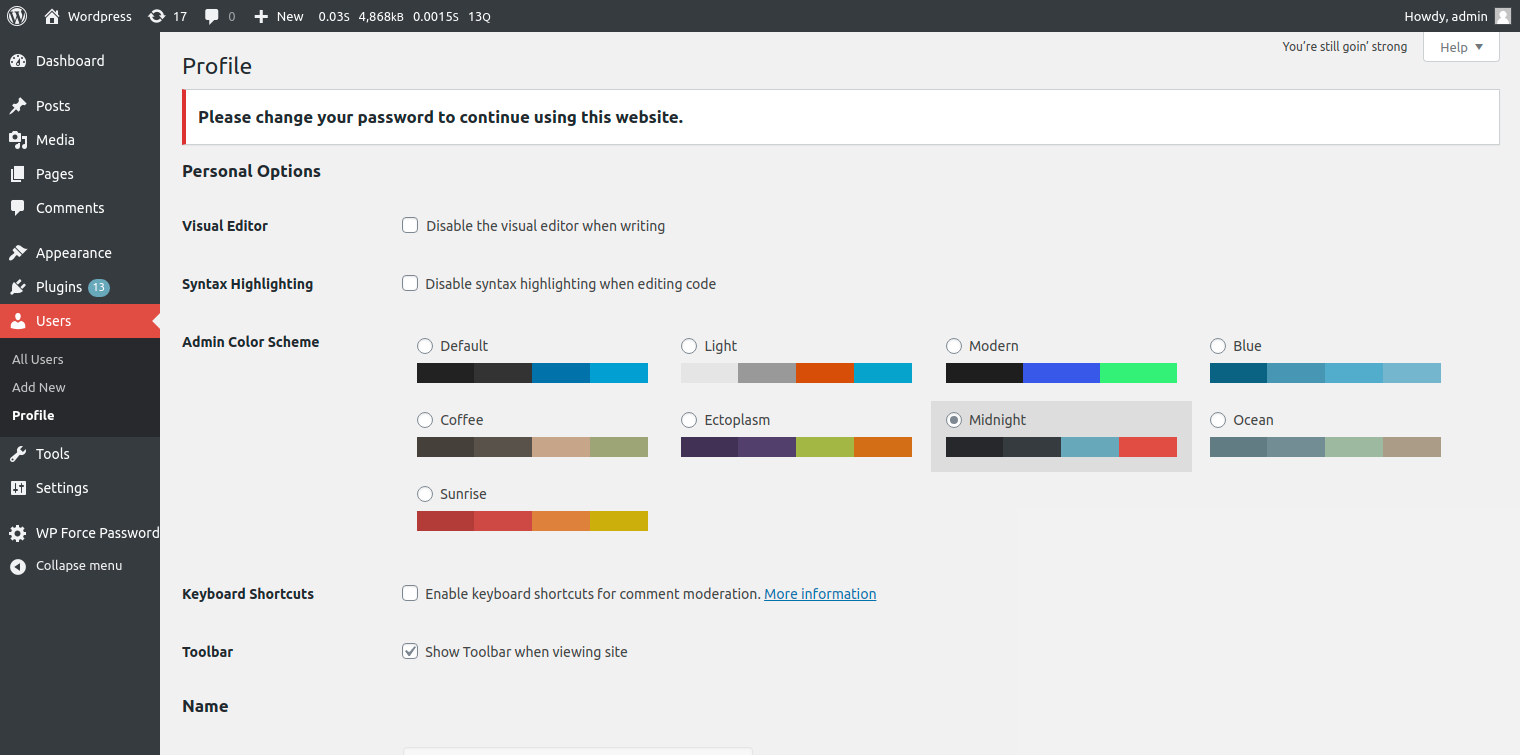 Wordpress 17 0 New 0.03S 4,868kB 0.0015S 13Q Howdy, admin
You're still goin' strong Help
Dashboard
Posts
Media
Pages
Comments
Appearance
Plugins 13
Users
All Users
Add New
Profile
Tools
Settings
WP Force Password
Collapse menu
Profile
Please change your password to continue using this website.
Personal Options
Visual Editor Disable the visual editor when writing
Syntax Highlighting Disable syntax highlighting when editing code
Admin Color Scheme Default Light Modern Blue
Coffee Ectoplasm Midnight Ocean
Sunrise
Keyboard Shortcuts Enable keyboard shortcuts for comment moderation. More information
Toolbar Show Toolbar when viewing site
Name